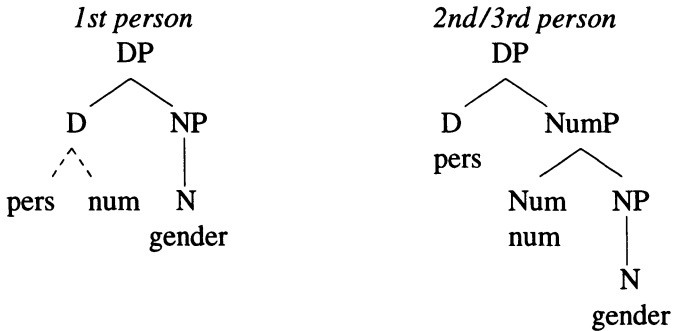 1st person
DP
D NP
pers num N
gender
2nd/3rd person
DP
D NumP
pers
Num NP
num
N
gender